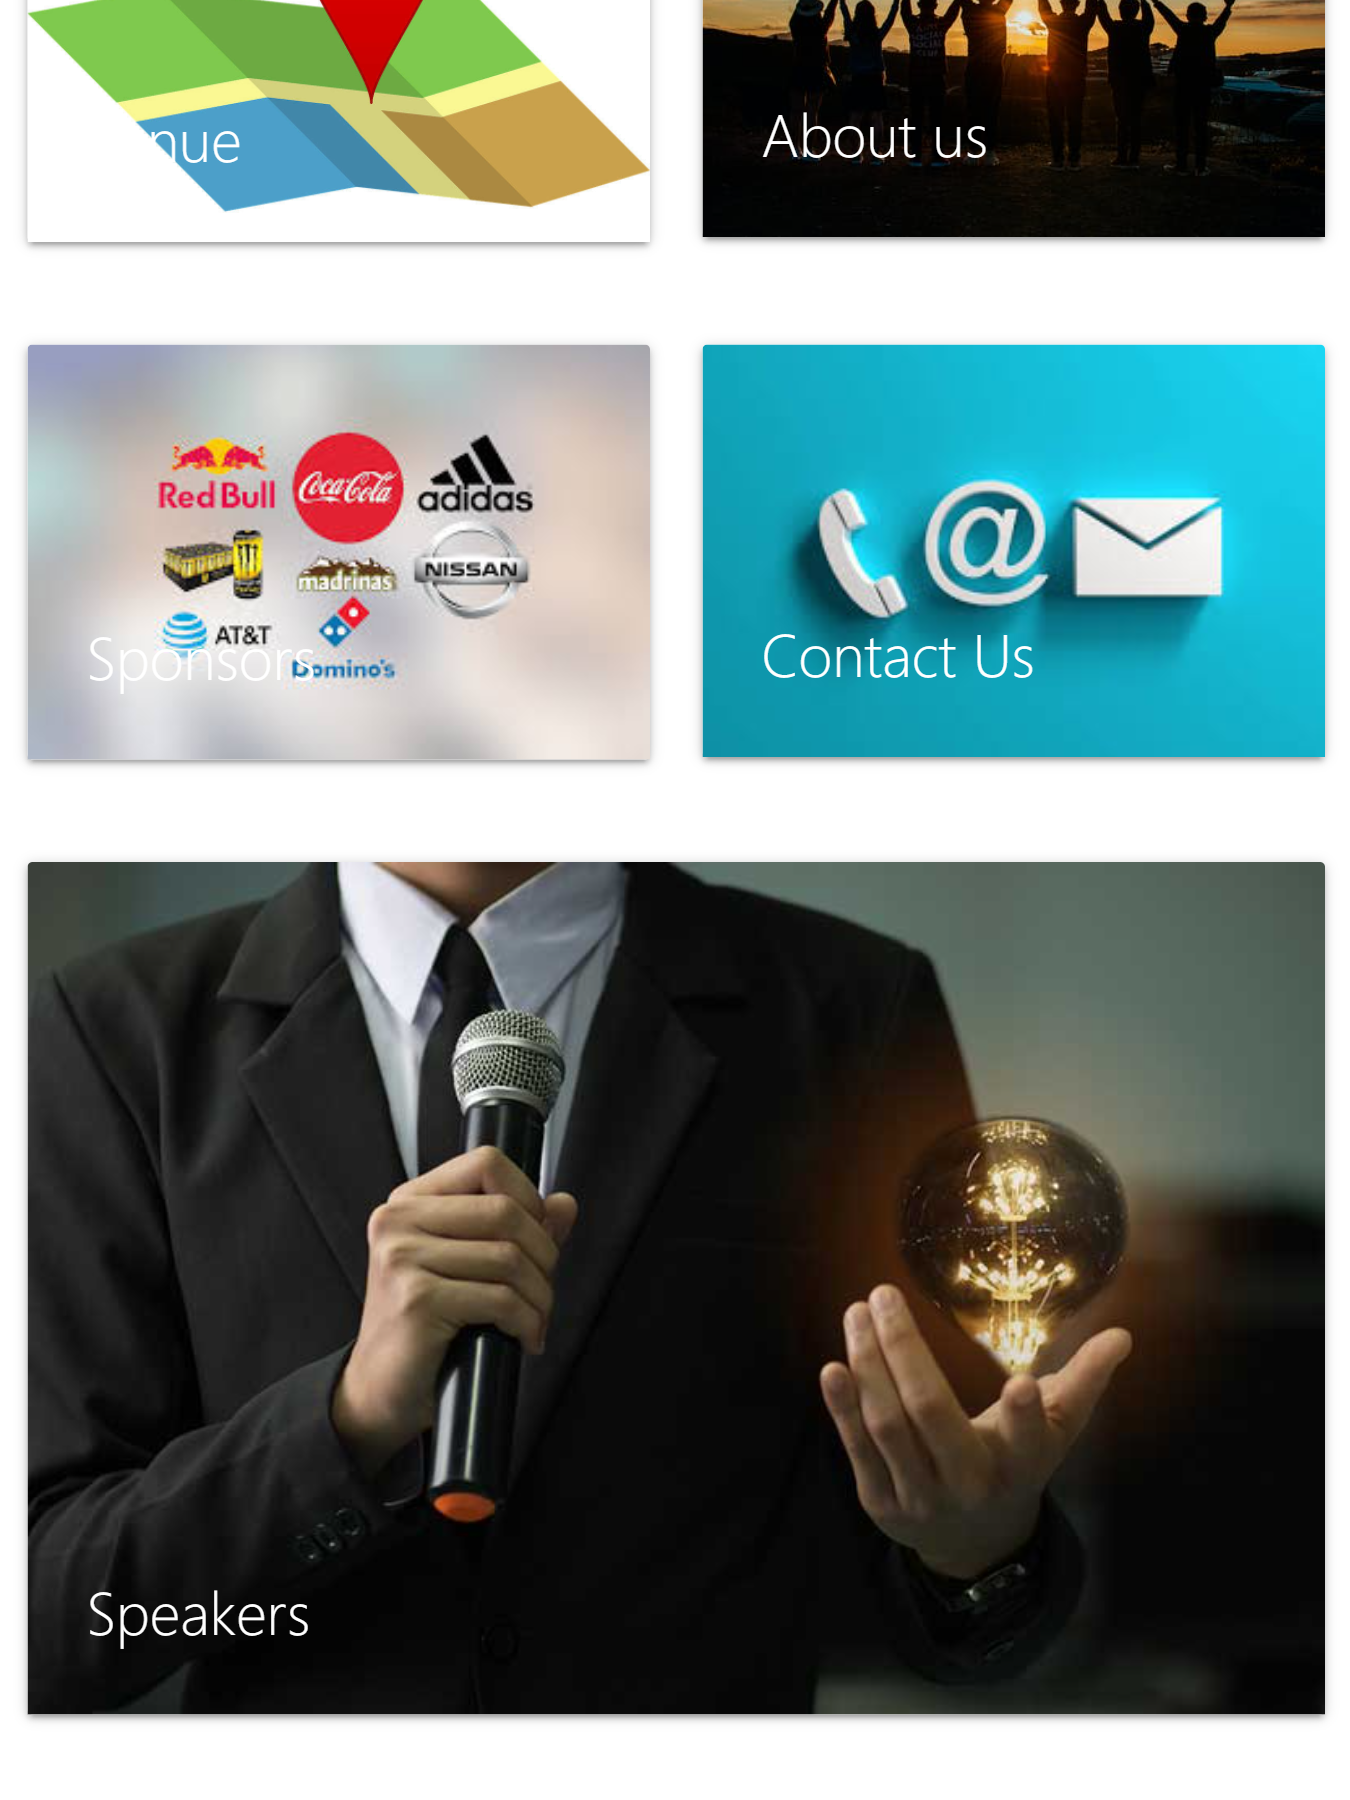 nue
About us
Red Bull
Coca-Cola
adidas
madrinas
NISSAN
AT&T
Domino's
Sponsors
@
Contact Us
Speakers